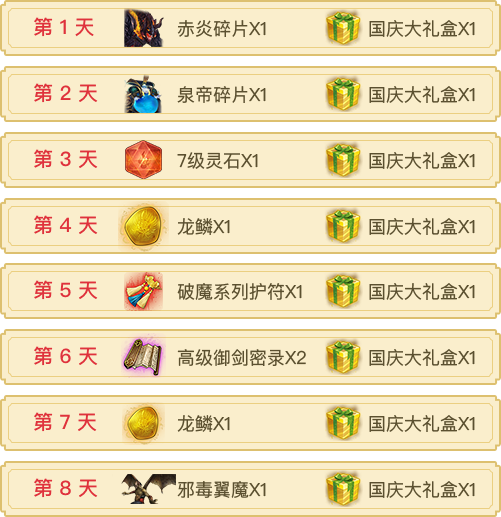 第 1 天 赤炎碎片X1 国庆大礼盒X1
第 2 天 泉帝碎片X1 国庆大礼盒X1
第 3 天 7级灵石X1 国庆大礼盒X1
第 4 天 龙鳞X1 国庆大礼盒X1
第 5 天 破魔系列护符X1 国庆大礼盒X1
第 6 天 高级御剑密录X2 国庆大礼盒X1
第 7 天 龙鳞X1 国庆大礼盒X1
第 8 天 邪毒翼魔X1 国庆大礼盒X1